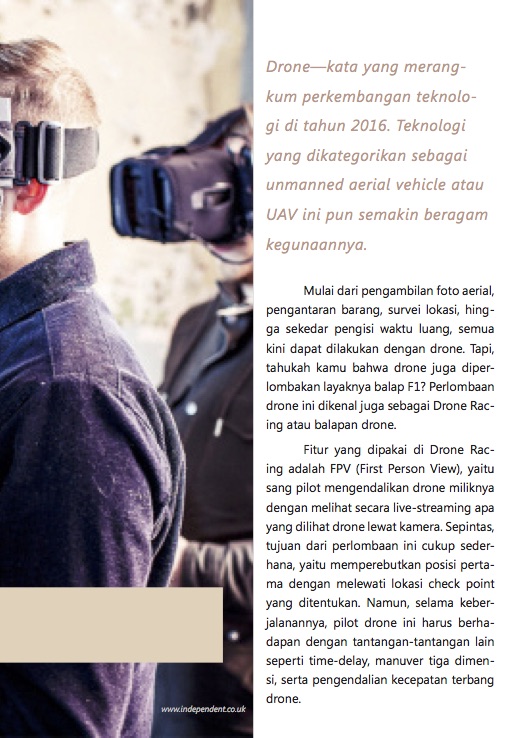 Drone—kata yang merang-
kum perkembangan teknolo-
gi di tahun 2016. Teknologi
yang dikategorikan sebagai
unmanned aerial vehicle atau
UAV ini pun semakin beragam
kegunaannya.
Mulai dari pengambilan foto aerial,
pengantaran barang, survei lokasi, hing-
ga sekedar pengisi waktu luang, semua
kini dapat dilakukan dengan drone. Tapi,
tahukah kamu bahwa drone juga diper-
lombakan layaknya balap F1? Perlombaan
drone ini dikenal juga sebagai Drone Rac-
ing atau balapan drone.
Fitur yang dipakai di Drone Rac-
ing adalah FPV (First Person View), yaitu
sang pilot mengendalikan drone miliknya
dengan melihat secara live-streaming apa
yang dilihat drone lewat kamera. Sepintas,
tujuan dari perlombaan ini cukup seder-
hana, yaitu memperebutkan posisi perta-
ma dengan melewati lokasi check point
yang ditentukan. Namun, selama keber-
jalanannya, pilot drone ini harus berha-
dapan dengan tantangan-tantangan lain
seperti time-delay, manuver tiga dimen-
si, serta pengendalian kecepatan terbang
drone.
www.independent.co.uk